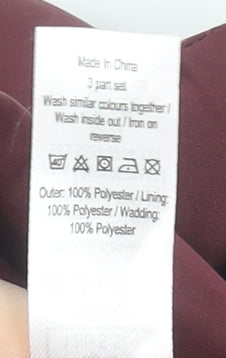 Made in China
3 part set
Wash similar colours together /
Wash inside out / Iron on
reverse
Outer: 100% Polyester / Lining:
100% Polyester / Wadding:
100% Polyester